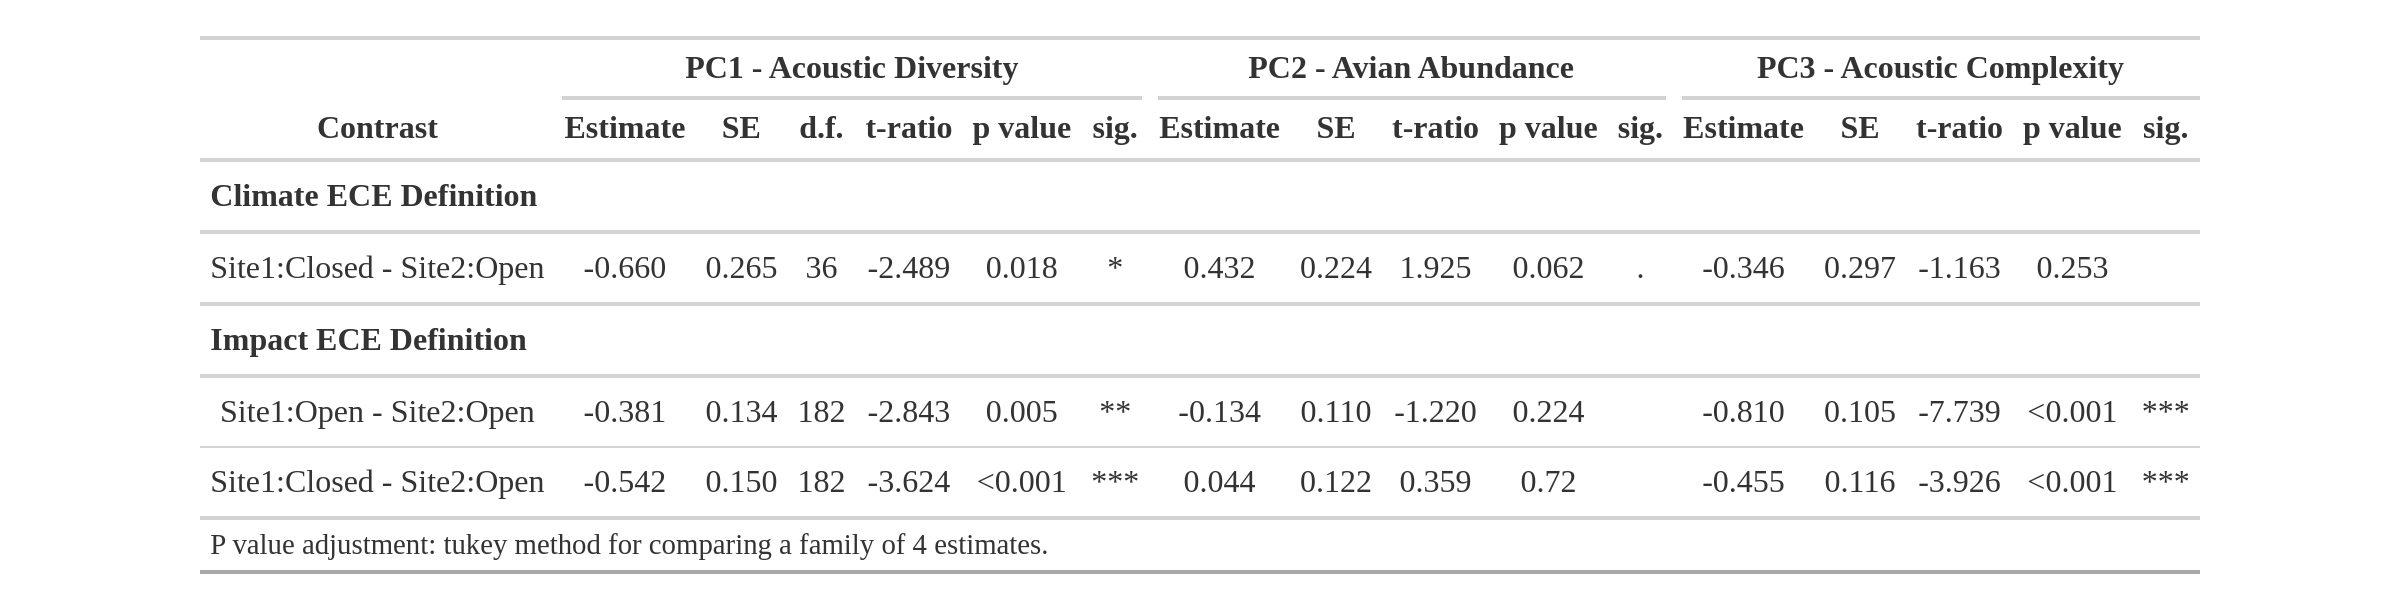 PC1 - Acoustic Diversity PC2 - Avian Abundance PC3 - Acoustic Complexity
Contrast Estimate SE d.f. t-ratio p value sig. Estimate SE t-ratio p value sig. Estimate SE t-ratio p value sig.
Climate ECE Definition
Site1:Closed - Site2:Open -0.660 0.265 36 -2.489 0.018 * 0.432 0.224 1.925 0.062 . -0.346 0.297 -1.163 0.253
Impact ECE Definition
Site1:Open - Site2:Open -0.381 0.134 182 -2.843 0.005 ** -0.134 0.110 -1.220 0.224 -0.810 0.105 -7.739 <0.001 ***
Site1:Closed - Site2:Open -0.542 0.150 182 -3.624 <0.001 *** 0.044 0.122 0.359 0.72 -0.455 0.116 -3.926 <0.001 ***
P value adjustment: tukey method for comparing a family of 4 estimates.